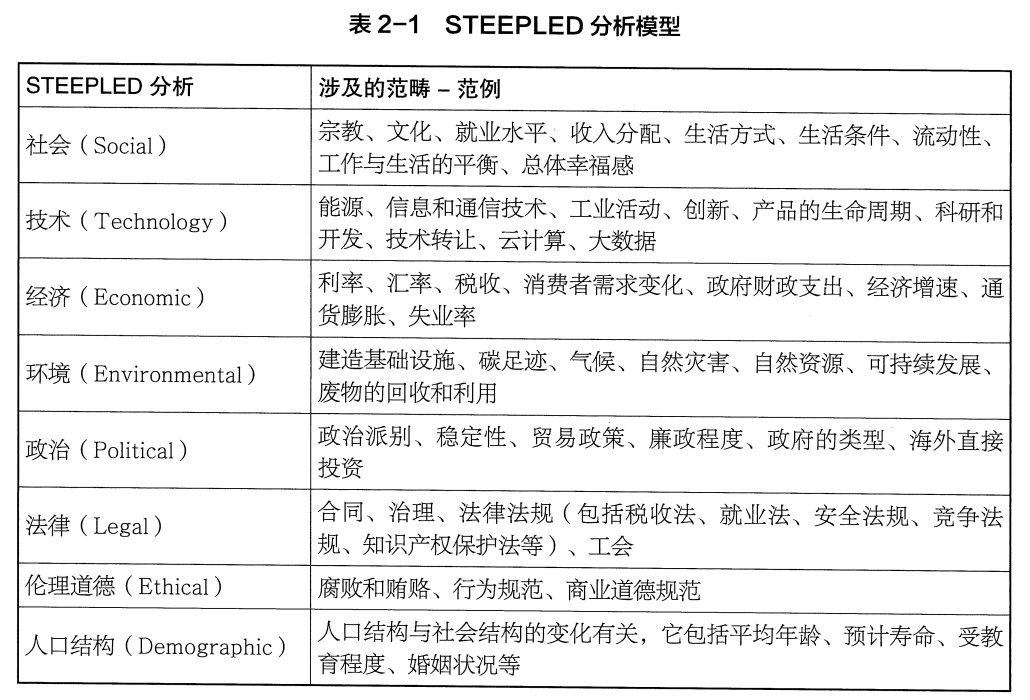 表 2-1 STEEPLED 分析模型
STEEPLED 分析
涉及的范畴 – 范例
社会（Social）
宗教、文化、就业水平、收入分配、生活方式、生活条件、流动性、
工作与生活的平衡、总体幸福感
技术（Technology）
能源、信息和通信技术、工业活动、创新、产品的生命周期、科研和
开发、技术转让、云计算、大数据
经济（Economic）
利率、汇率、税收、消费者需求变化、政府财政支出、经济增速、通
货膨胀、失业率
环境（Environmental）
建造基础设施、碳足迹、气候、自然灾害、自然资源、可持续发展、
废物的回收和利用
政治（Political）
政治派别、稳定性、贸易政策、廉政程度、政府的类型、海外直接
投资
法律（Legal）
合同、治理、法律法规（包括税收法、就业法、安全法规、竞争法
规、知识产权保护法等）、工会
伦理道德（Ethical）
腐败和贿赂、行为规范、商业道德规范
人口结构（Demographic）
人口结构与社会结构的变化有关，它包括平均年龄、预计寿命、受教
育程度、婚姻状况等